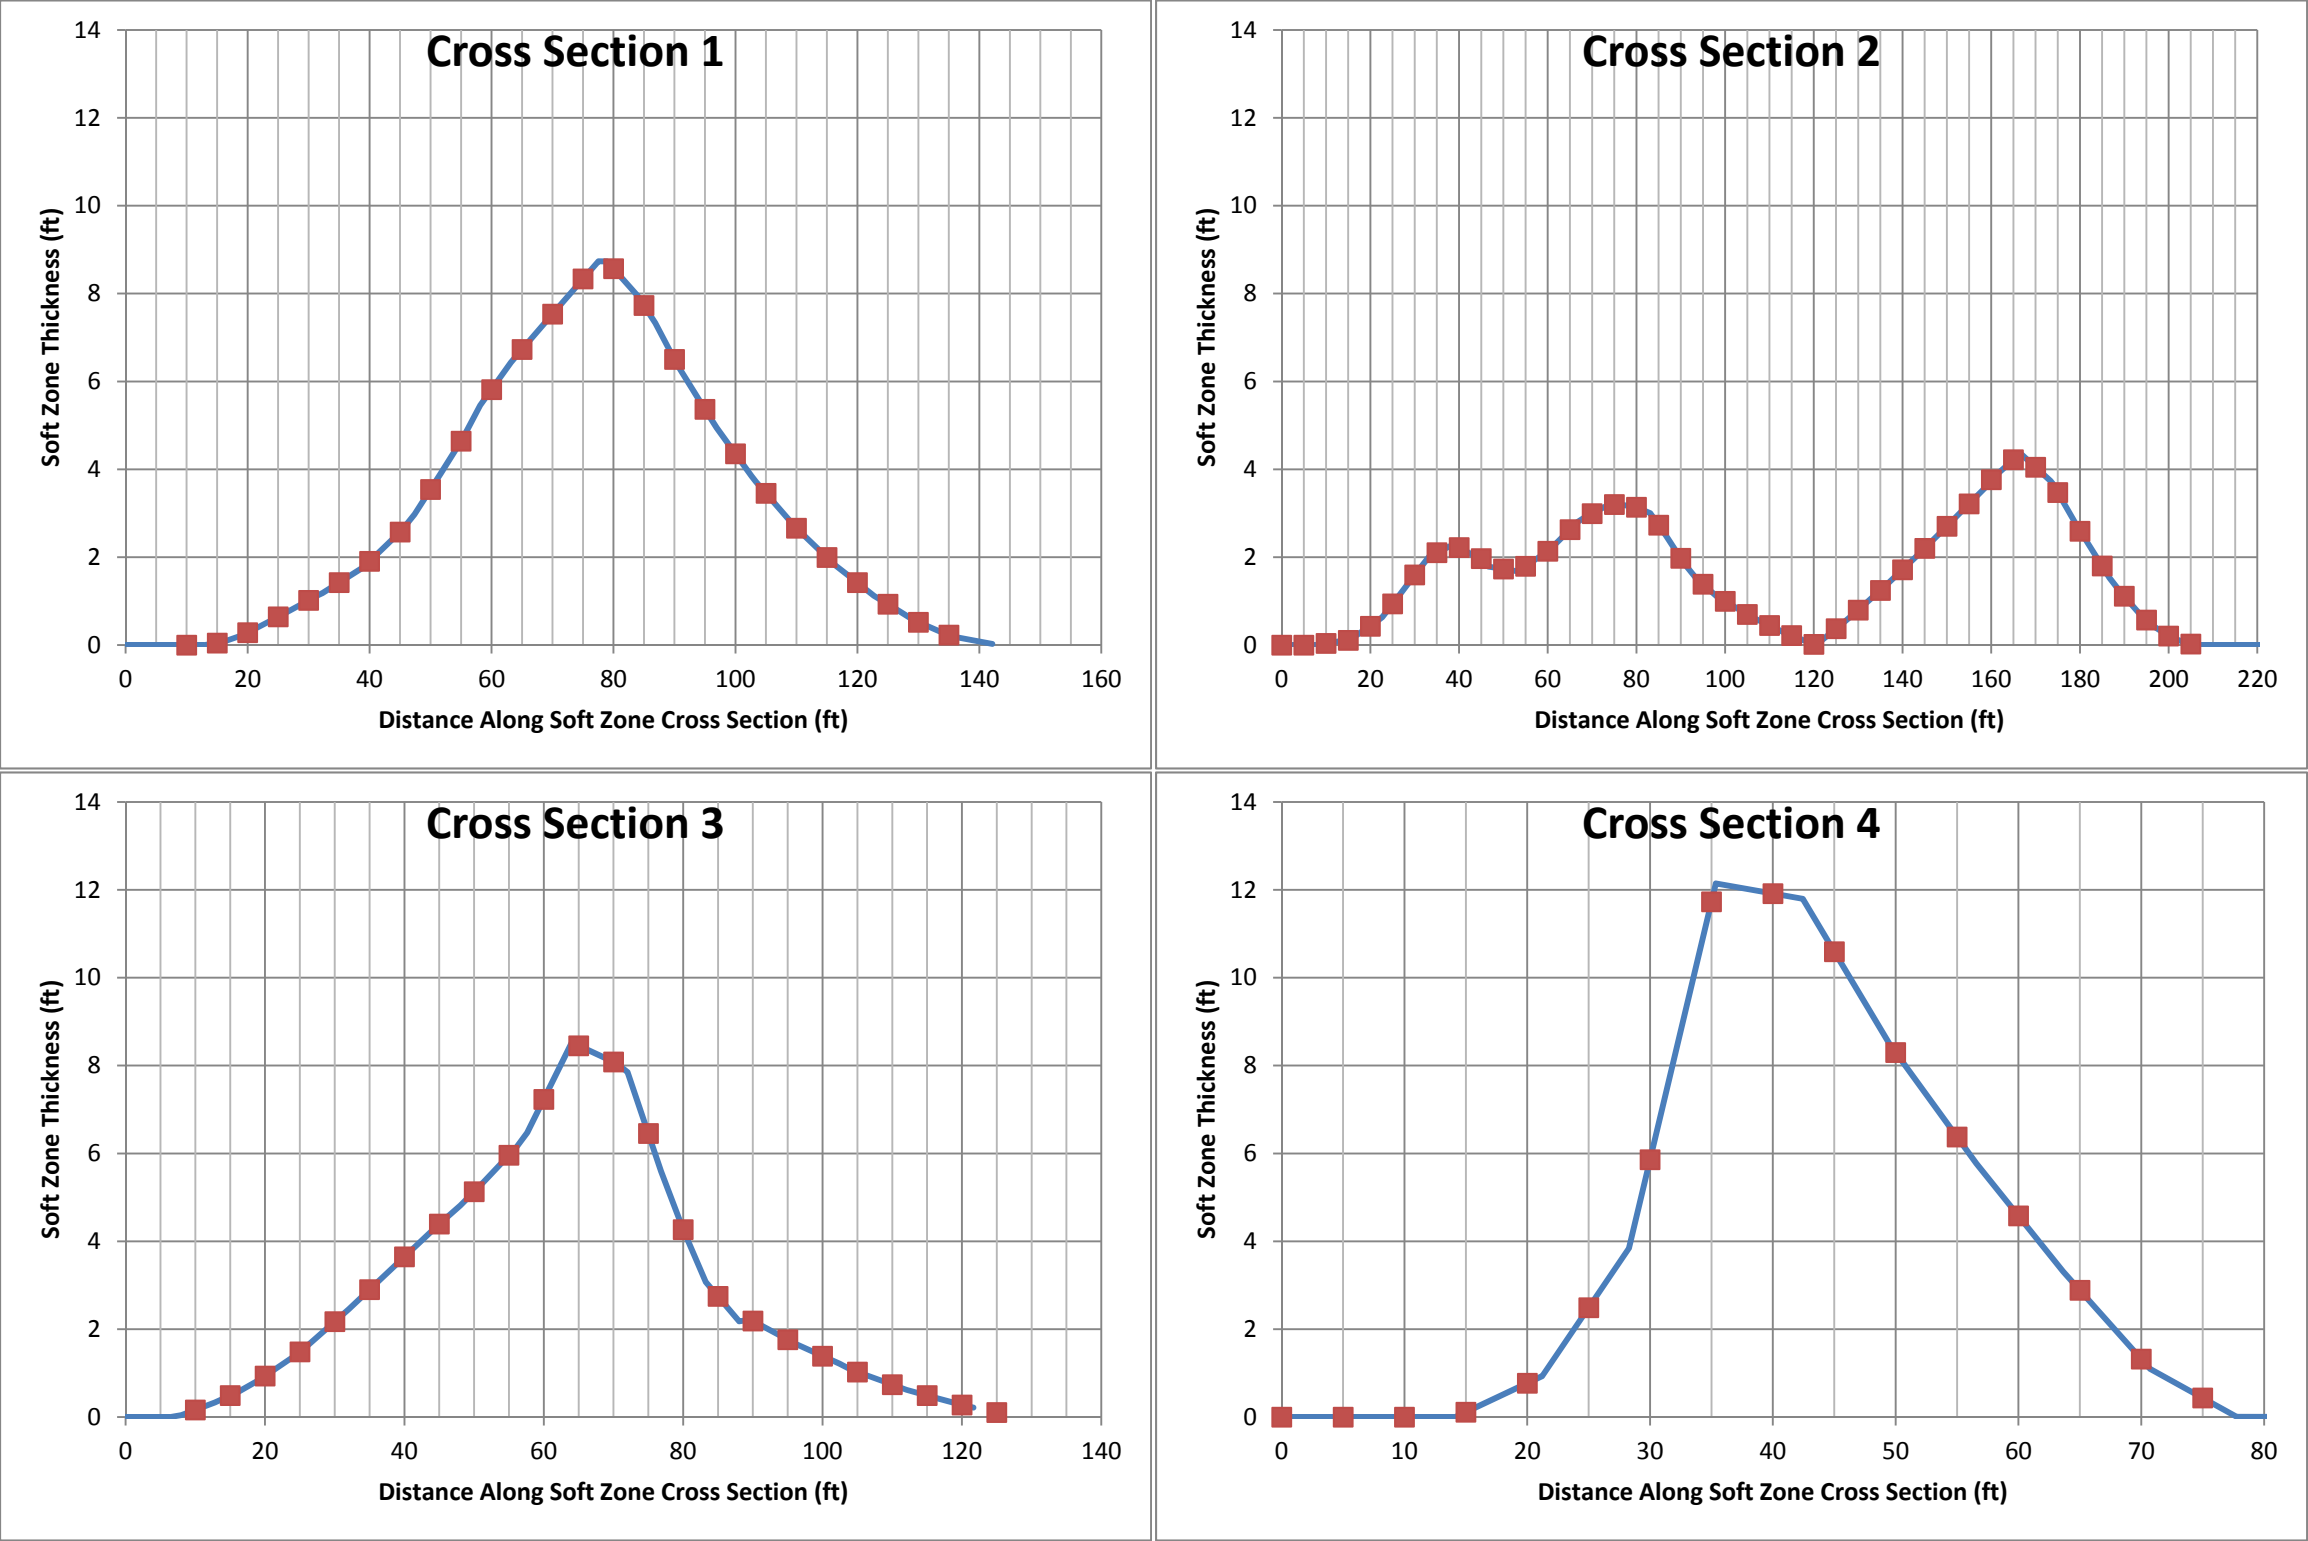 Cross Section 1
14
12
10
8
6
4
2
0
Soft Zone Thickness (ft)
0 20 40 60 80 100 120 140 160
Distance Along Soft Zone Cross Section (ft)
Cross Section 2
14
12
10
8
6
4
2
0
Soft Zone Thickness (ft)
0 20 40 60 80 100 120 140 160 180 200 220
Distance Along Soft Zone Cross Section (ft)
Cross Section 3
14
12
10
8
6
4
2
0
Soft Zone Thickness (ft)
0 20 40 60 80 100 120 140
Distance Along Soft Zone Cross Section (ft)
Cross Section 4
14
12
10
8
6
4
2
0
Soft Zone Thickness (ft)
0 10 20 30 40 50 60 70 80
Distance Along Soft Zone Cross Section (ft)